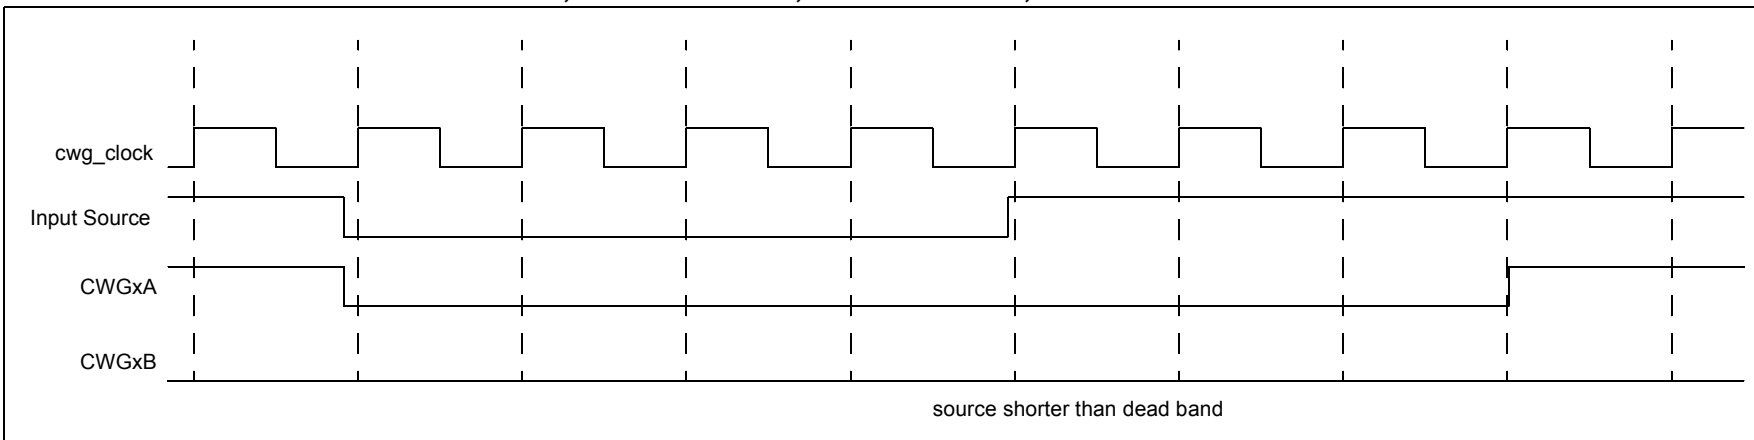 cwg_clock
Input Source
CWGxA
CWGxB
source shorter than dead band